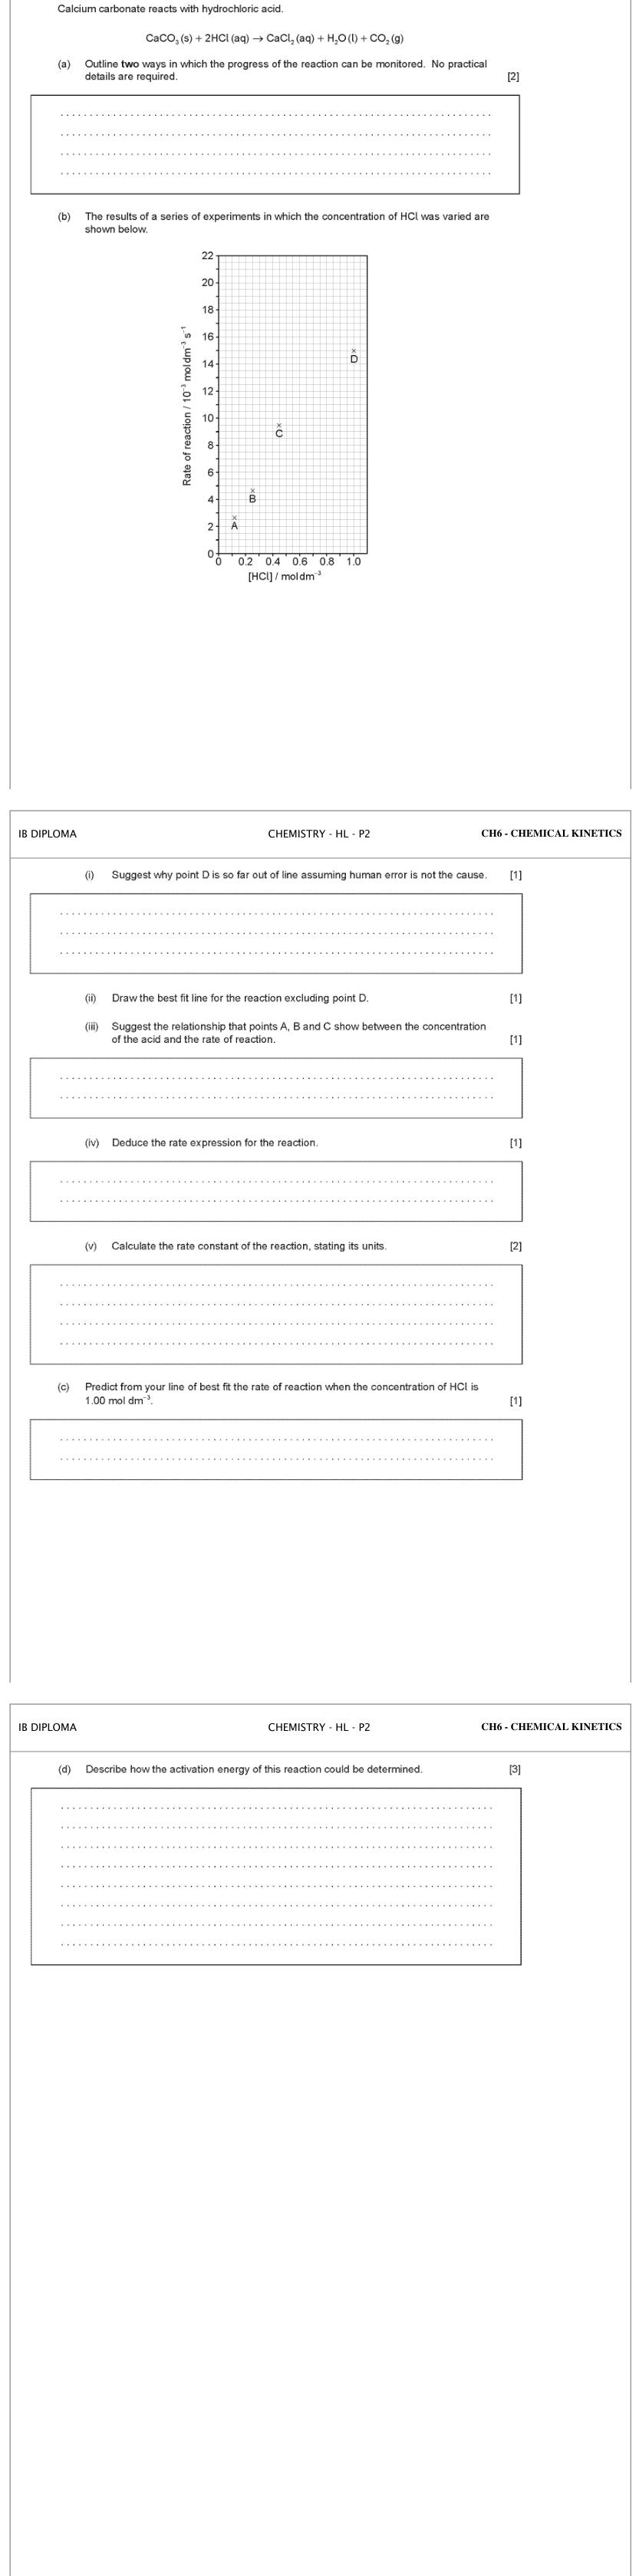 Calcium carbonate reacts with hydrochloric acid.
CaCO₃ (s) + 2HCl (aq) → CaCl₂ (aq) + H₂O (l) + CO₂ (g)
(a) Outline two ways in which the progress of the reaction can be monitored. No practical
details are required. [2]
(b) The results of a series of experiments in which the concentration of HCl was varied are
shown below.
22
20
18
16
14
12
10
8
6
4
2
0
Rate of reaction / 10⁻³ mol dm⁻³ s⁻¹
D
C
B
A
0 0.2 0.4 0.6 0.8 1.0
[HCl] / mol dm⁻³
IB DIPLOMA CHEMISTRY - HL - P2 CH6 - CHEMICAL KINETICS
(i) Suggest why point D is so far out of line assuming human error is not the cause. [1]
(ii) Draw the best fit line for the reaction excluding point D. [1]
(iii) Suggest the relationship that points A, B and C show between the concentration
of the acid and the rate of reaction. [1]
(iv) Deduce the rate expression for the reaction. [1]
(v) Calculate the rate constant of the reaction, stating its units. [2]
(c) Predict from your line of best fit the rate of reaction when the concentration of HCl is
1.00 mol dm⁻³. [1]
IB DIPLOMA CHEMISTRY - HL - P2 CH6 - CHEMICAL KINETICS
(d) Describe how the activation energy of this reaction could be determined. [3]